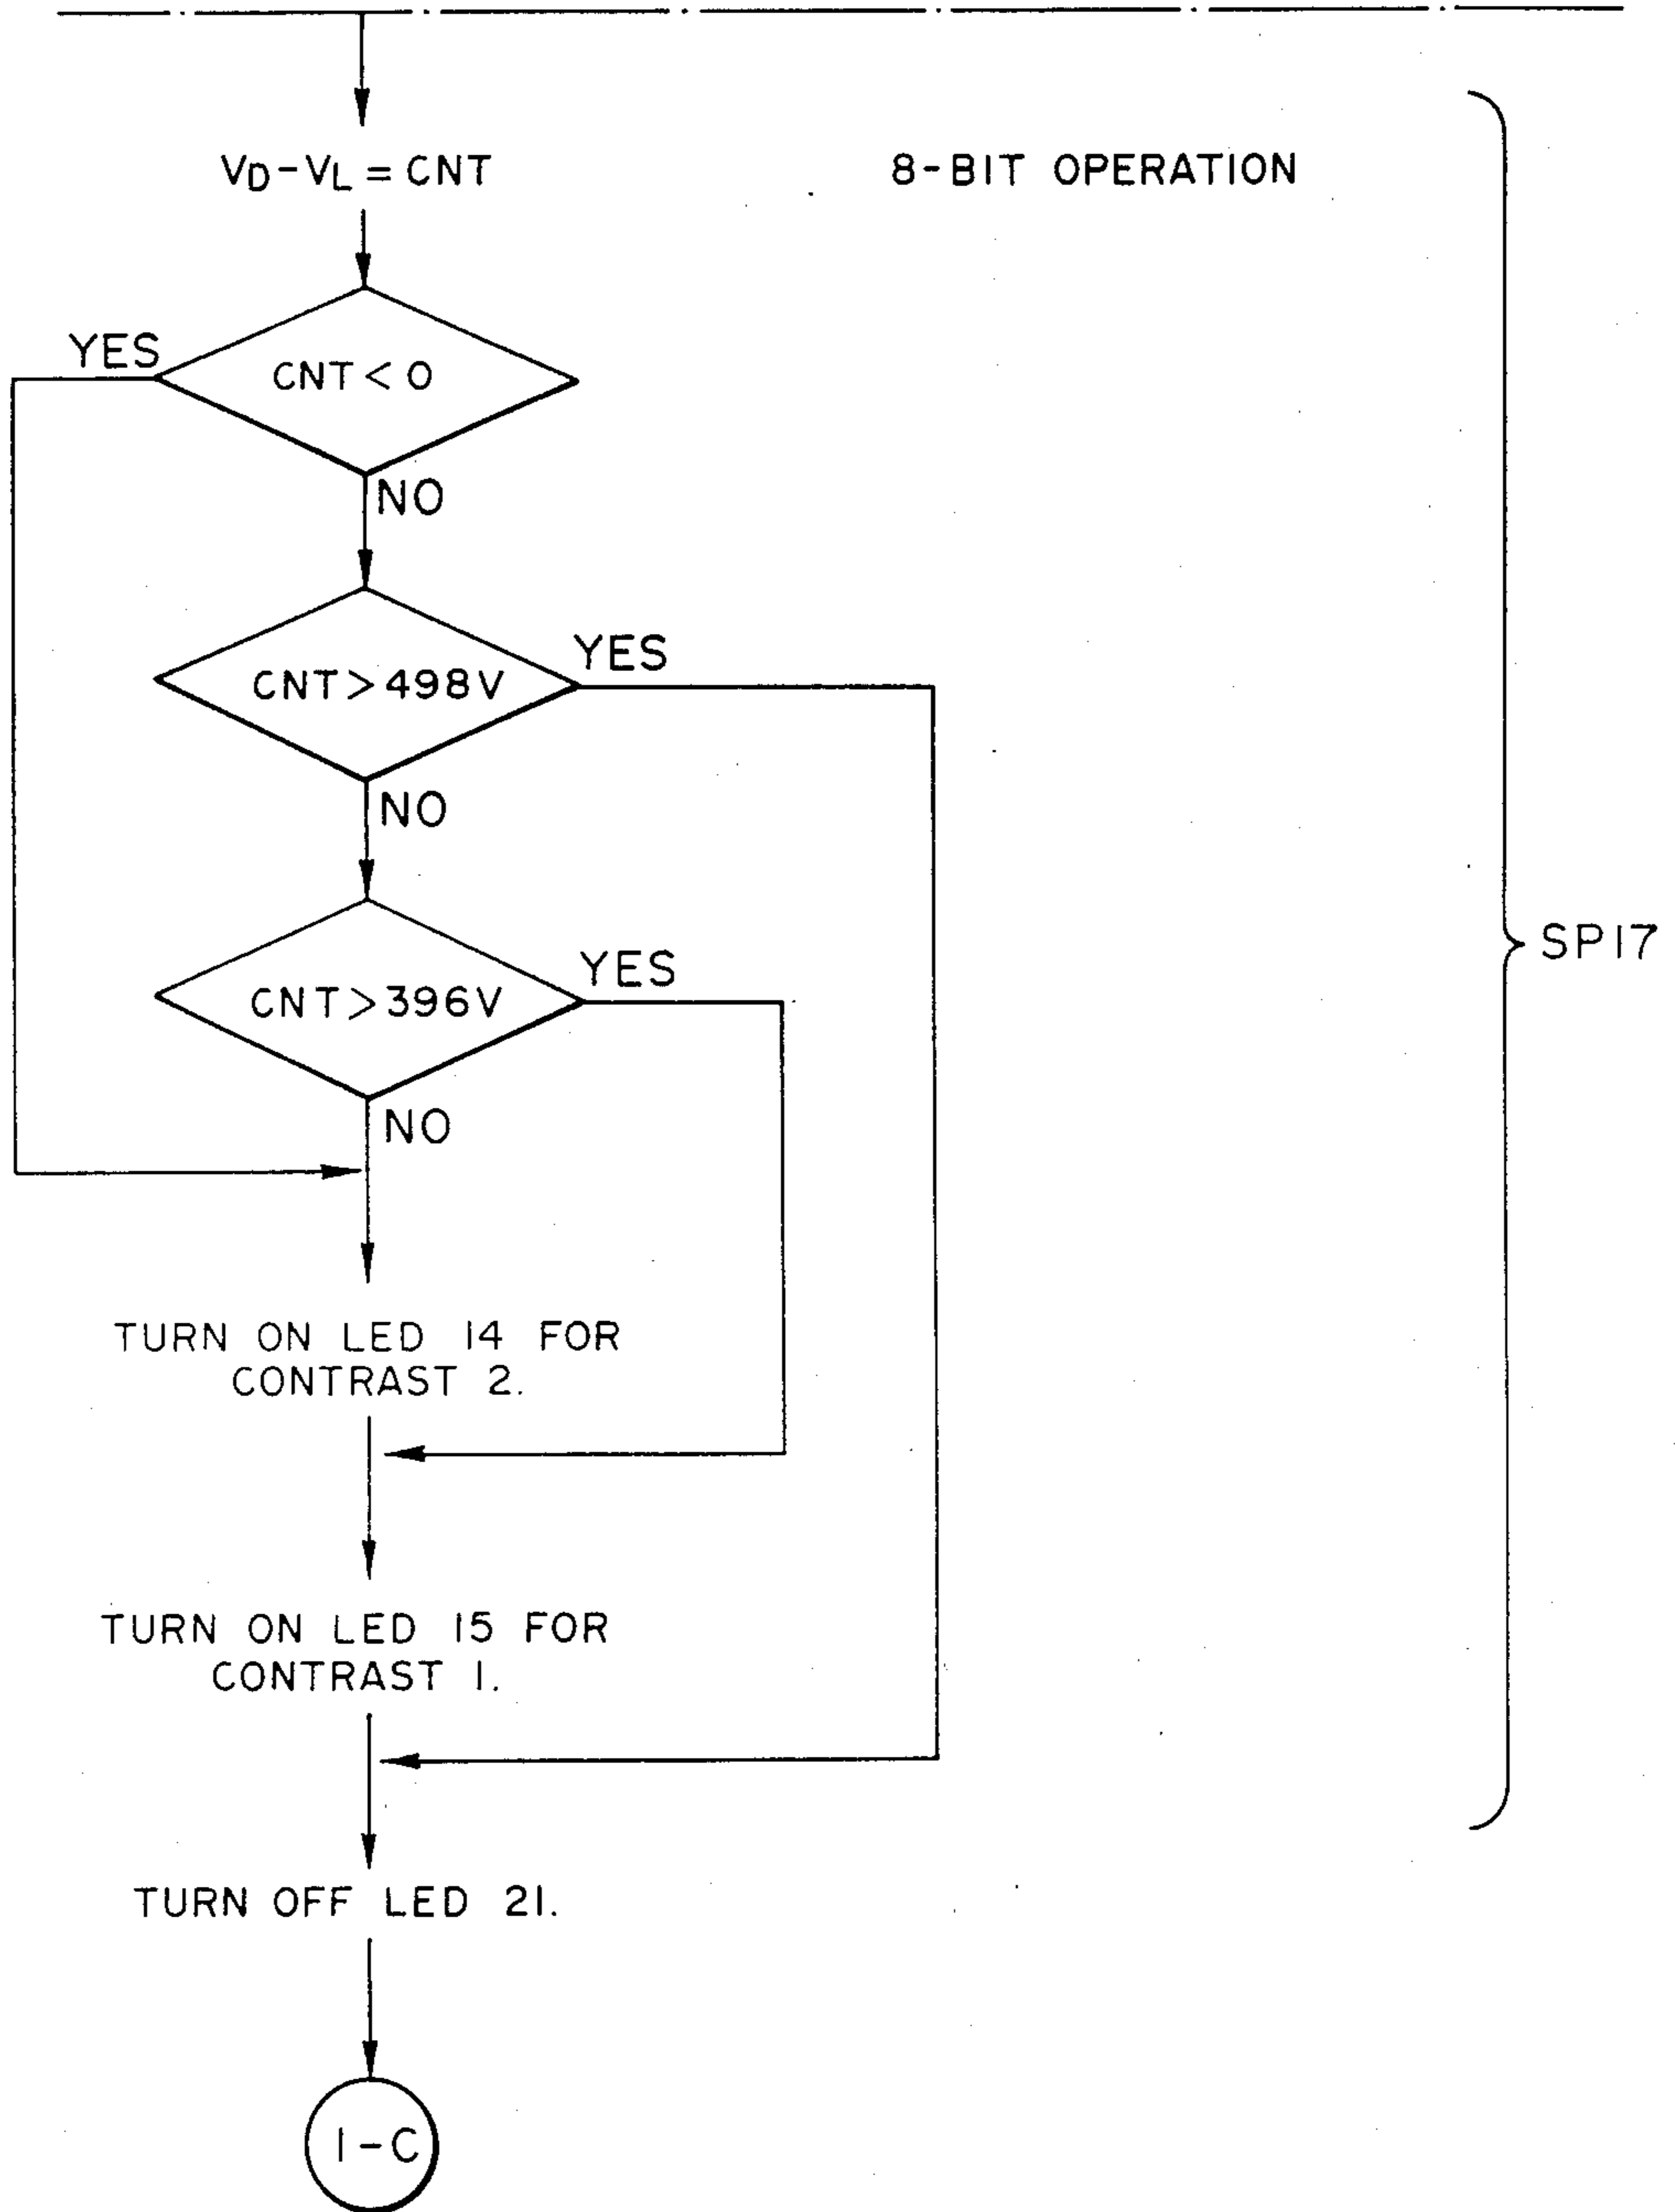 VD-VL = CNT
8-BIT OPERATION
YES
CNT < 0
NO
YES
CNT > 498V
NO
SP17
YES
CNT > 396V
NO
TURN ON LED 14 FOR
CONTRAST 2.
TURN ON LED 15 FOR
CONTRAST 1.
TURN OFF LED 21.
1-C